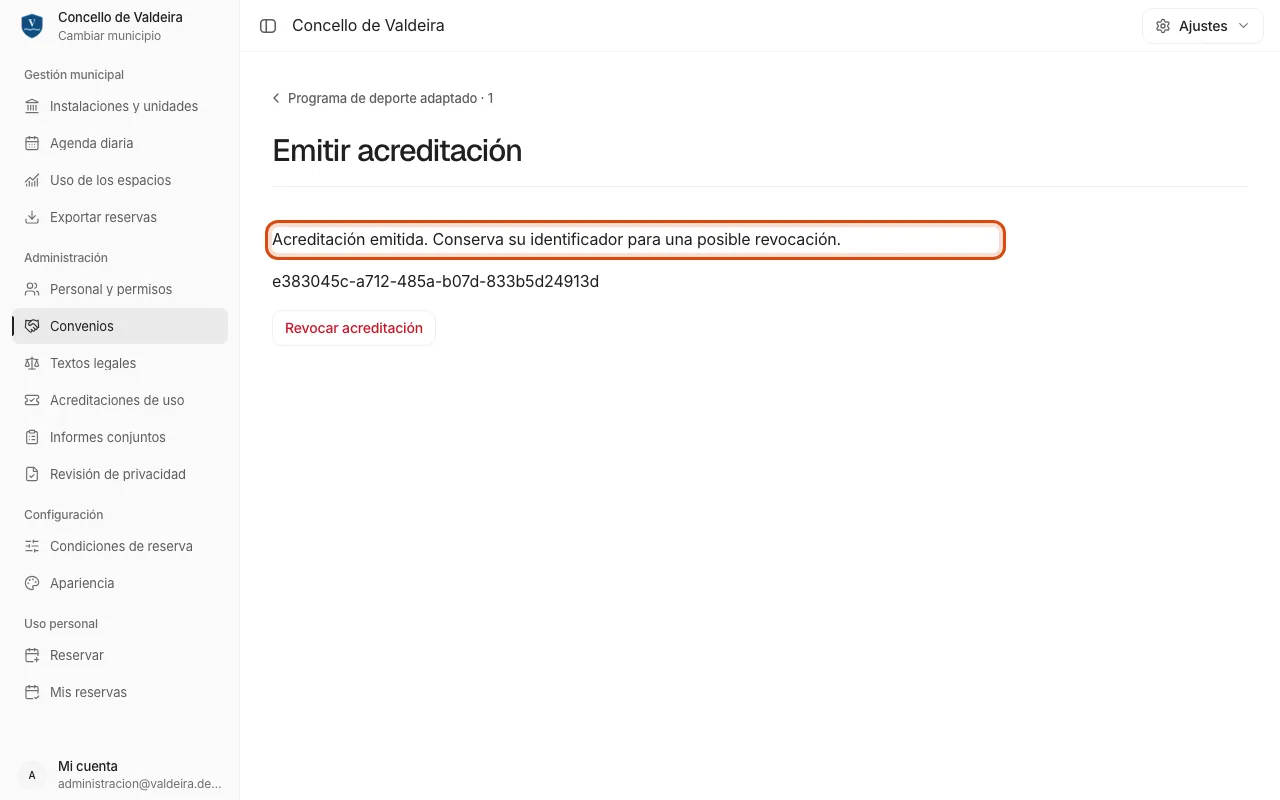 V
Concello de Valdeira
Cambiar municipio
Gestión municipal
Instalaciones y unidades
Agenda diaria
Uso de los espacios
Exportar reservas
Administración
Personal y permisos
Convenios
Textos legales
Acreditaciones de uso
Informes conjuntos
Revisión de privacidad
Configuración
Condiciones de reserva
Apariencia
Uso personal
Reservar
Mis reservas
A
Mi cuenta
administracion@valdeira.de...
Concello de Valdeira
Ajustes
Programa de deporte adaptado · 1
Emitir acreditación
Acreditación emitida. Conserva su identificador para una posible revocación.
e383045c-a712-485a-b07d-833b5d24913d
Revocar acreditación